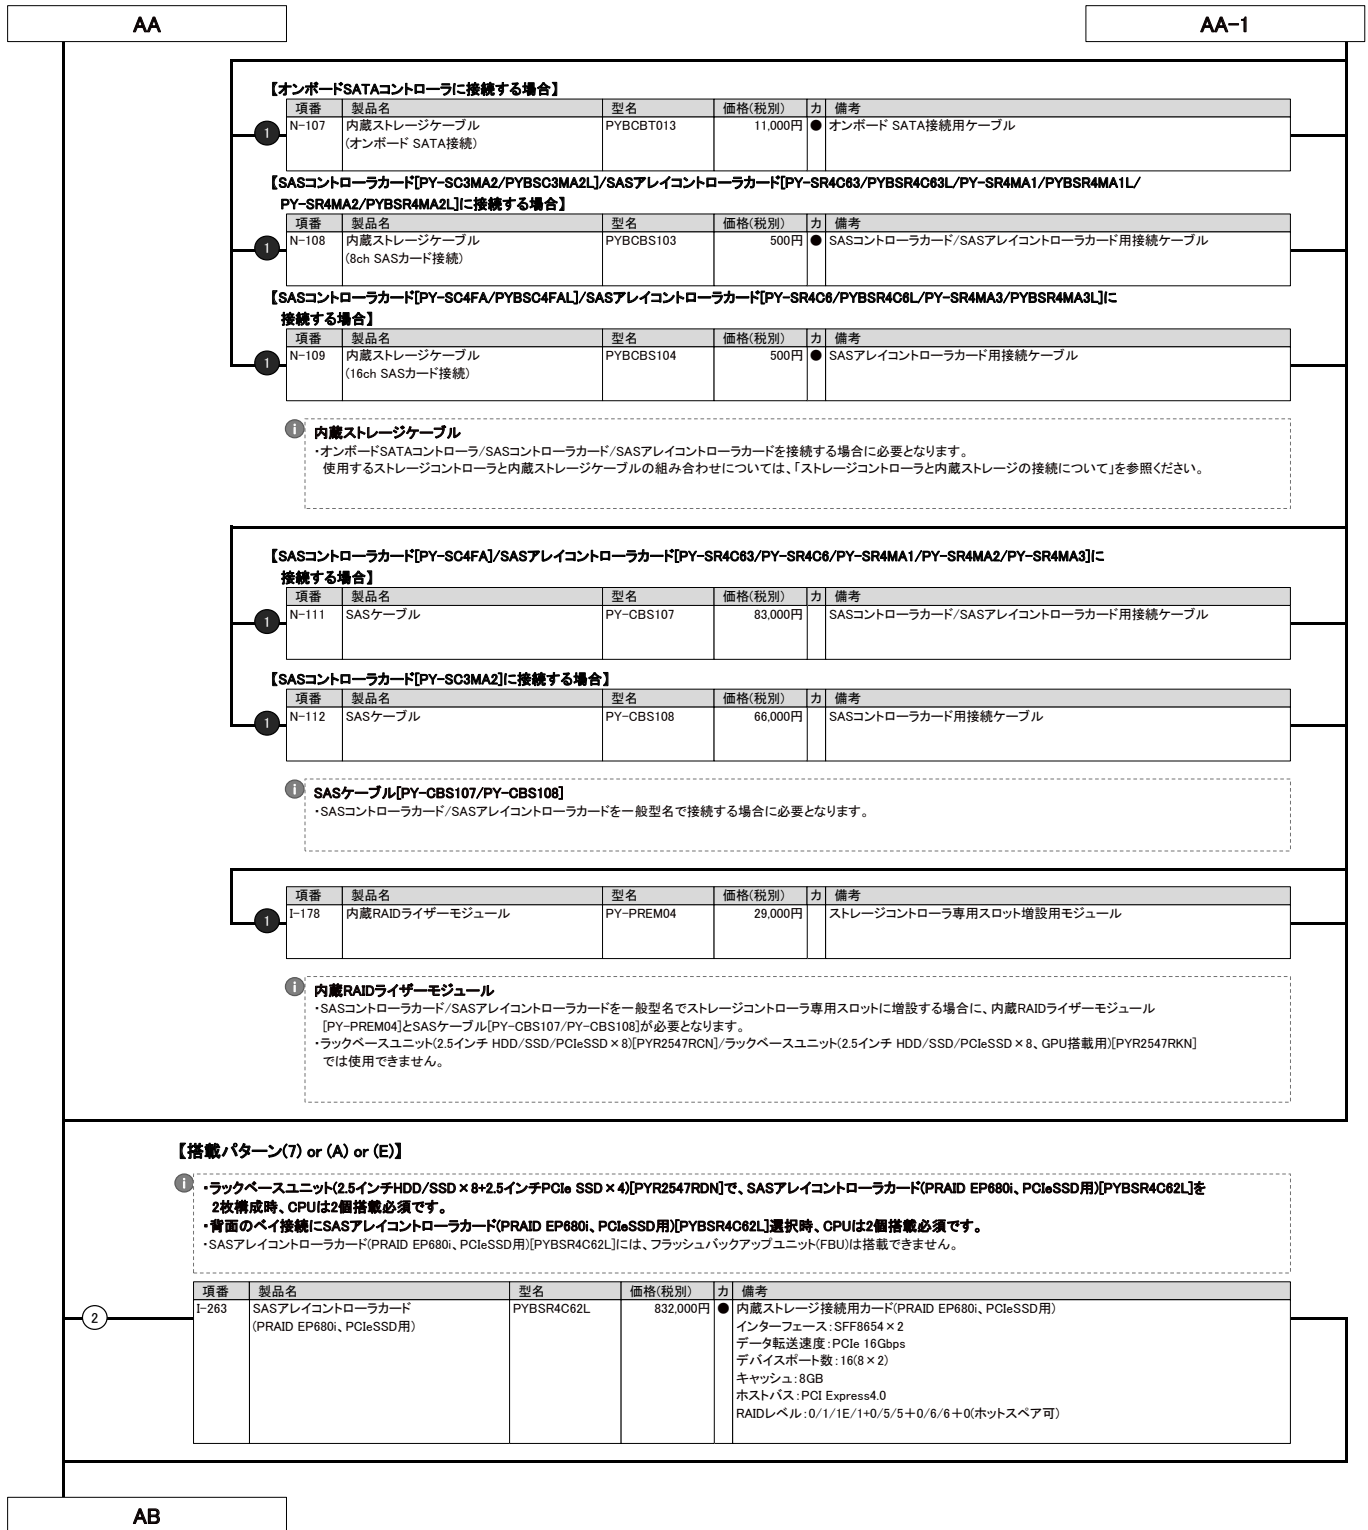 AA
AA-1
【オンボードSATAコントローラに接続する場合】
項番 製品名 型名 価格(税別) カ 備考
N-107 内蔵ストレージケーブル PYBCBT013 11,000円 ● オンボード SATA接続用ケーブル
(オンボード SATA接続)
1
【SASコントローラカード[PY-SC3MA2/PYBSC3MA2L]/SASアレイコントローラカード[PY-SR4C63/PYBSR4C63L/PY-SR4MA1/PYBSR4MA1L/
PY-SR4MA2/PYBSR4MA2L]に接続する場合】
項番 製品名 型名 価格(税別) カ 備考
N-108 内蔵ストレージケーブル PYBCBS103 500円 ● SASコントローラカード/SASアレイコントローラカード用接続ケーブル
(8ch SASカード接続)
1
【SASコントローラカード[PY-SC4FA/PYBSC4FAL]/SASアレイコントローラカード[PY-SR4C6/PYBSR4C6L/PY-SR4MA3/PYBSR4MA3L]に
接続する場合】
項番 製品名 型名 価格(税別) カ 備考
N-109 内蔵ストレージケーブル PYBCBS104 500円 ● SASアレイコントローラカード用接続ケーブル
(16ch SASカード接続)
1
i 内蔵ストレージケーブル
・オンボードSATAコントローラ/SASコントローラカード/SASアレイコントローラカードを接続する場合に必要となります。
使用するストレージコントローラと内蔵ストレージケーブルの組み合わせについては、「ストレージコントローラと内蔵ストレージの接続について」を参照ください。
【SASコントローラカード[PY-SC4FA]/SASアレイコントローラカード[PY-SR4C63/PY-SR4C6/PY-SR4MA1/PY-SR4MA2/PY-SR4MA3]に
接続する場合】
項番 製品名 型名 価格(税別) カ 備考
N-111 SASケーブル PY-CBS107 83,000円 SASコントローラカード/SASアレイコントローラカード用接続ケーブル
1
【SASコントローラカード[PY-SC3MA2]に接続する場合】
項番 製品名 型名 価格(税別) カ 備考
N-112 SASケーブル PY-CBS108 66,000円 SASコントローラカード用接続ケーブル
1
i SASケーブル[PY-CBS107/PY-CBS108]
・SASコントローラカード/SASアレイコントローラカードを一般型名で接続する場合に必要となります。
項番 製品名 型名 価格(税別) カ 備考
I-178 内蔵RAIDライザーモジュール PY-PREM04 29,000円 ストレージコントローラ専用スロット増設用モジュール
1
i 内蔵RAIDライザーモジュール
・SASコントローラカード/SASアレイコントローラカードを一般型名でストレージコントローラ専用スロットに増設する場合に、内蔵RAIDライザーモジュール
[PY-PREM04]とSASケーブル[PY-CBS107/PY-CBS108]が必要となります。
・ラックベースユニット(2.5インチ HDD/SSD/PCIeSSD×8)[PYR2547RCN]/ラックベースユニット(2.5インチ HDD/SSD/PCIeSSD×8、GPU搭載用)[PYR2547RKN]
では使用できません。
【搭載パターン(7) or (A) or (E)】
i ・ラックベースユニット(2.5インチHDD/SSD×8+2.5インチPCIe SSD×4)[PYR2547RDN]で、SASアレイコントローラカード(PRAID EP680i、PCIeSSD用)[PYBSR4C62L]を
2枚構成時、CPUは2個搭載必須です。
・背面のベイ接続にSASアレイコントローラカード(PRAID EP680i、PCIeSSD用)[PYBSR4C62L]選択時、CPUは2個搭載必須です。
・SASアレイコントローラカード(PRAID EP680i、PCIeSSD用)[PYBSR4C62L]には、フラッシュバックアップユニット(FBU)は搭載できません。
項番 製品名 型名 価格(税別) カ 備考
I-263 SASアレイコントローラカード PYBSR4C62L 832,000円 ● 内蔵ストレージ接続用カード(PRAID EP680i、PCIeSSD用)
2 (PRAID EP680i、PCIeSSD用) インターフェース:SFF8654×2
データ転送速度:PCIe 16Gbps
デバイスポート数:16(8×2)
キャッシュ:8GB
ホストバス:PCI Express4.0
RAIDレベル:0/1/1E/1+0/5/5+0/6/6+0(ホットスペア可)
AB